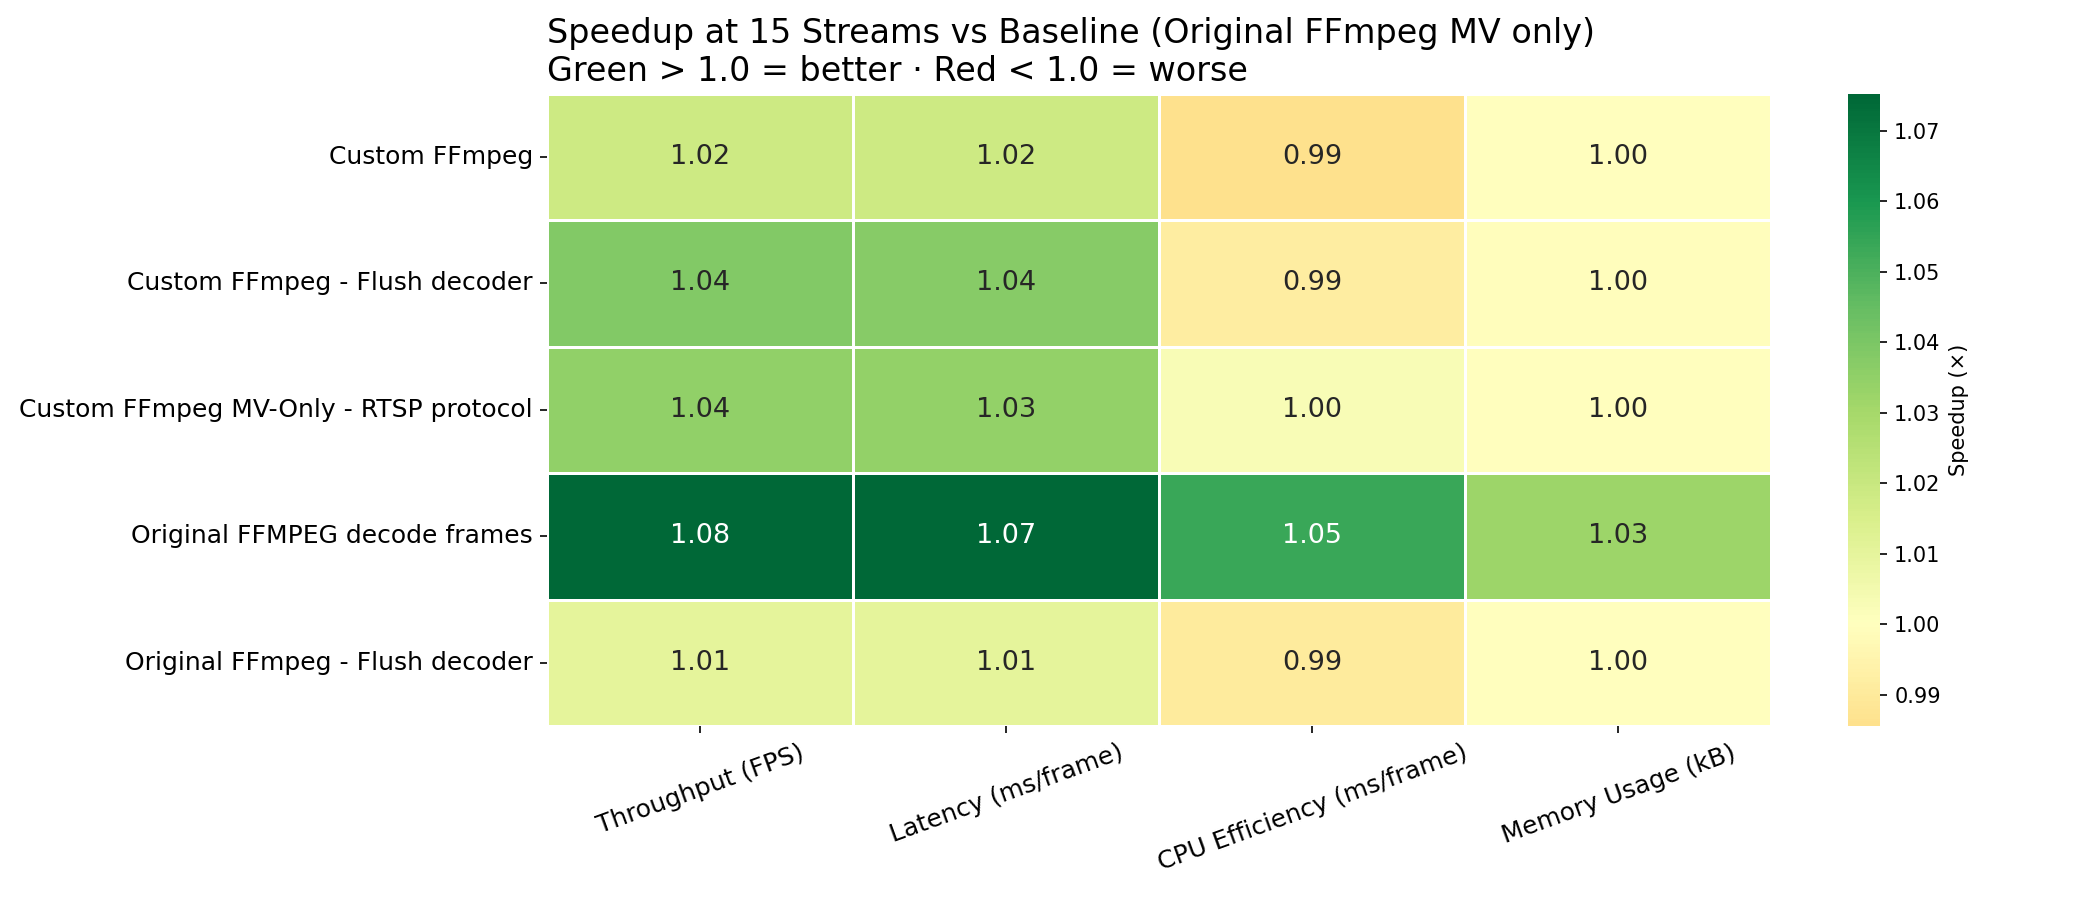 Speedup at 15 Streams vs Baseline (Original FFmpeg MV only)
Green > 1.0 = better · Red < 1.0 = worse
Custom FFmpeg 1.02 1.02 0.99 1.00
Custom FFmpeg - Flush decoder 1.04 1.04 0.99 1.00
Custom FFmpeg MV-Only - RTSP protocol 1.04 1.03 1.00 1.00
Original FFMPEG decode frames 1.08 1.07 1.05 1.03
Original FFmpeg - Flush decoder 1.01 1.01 0.99 1.00
Throughput (FPS)
Latency (ms/frame)
CPU Efficiency (ms/frame)
Memory Usage (kB)
1.07
1.06
1.05
1.04
1.03
1.02
1.01
1.00
0.99
Speedup (×)